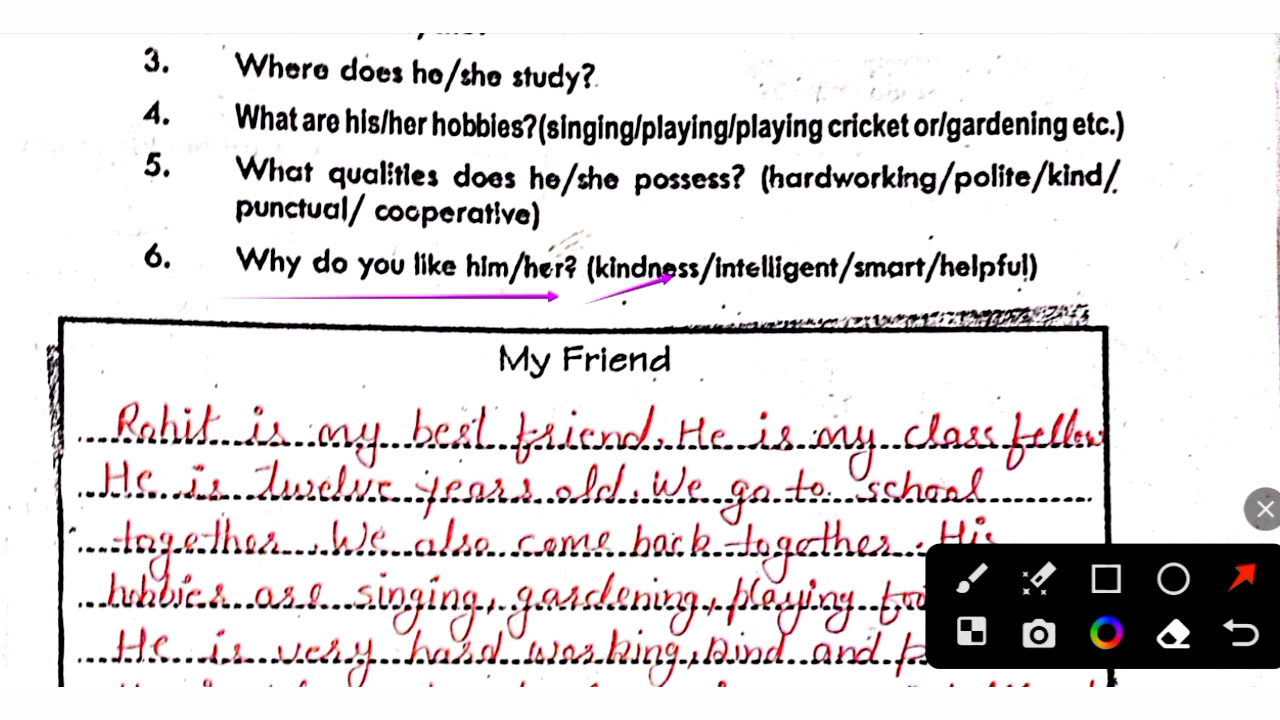 3. Where does he/she study?
4. What are his/her hobbies?(singing/playing/playing cricket or/gardening etc.)
5. What qualities does he/she possess? (hardworking/polite/kind/
punctual/ cooperative)
6. Why do you like him/her? (kindness/intelligent/smart/helpful)
My Friend
Rohit is my best friend. He is my class fellow
He is twelve years old. We go to school
together. We also come back together. His
hobbies are singing, gardening, playing
He is very hard working, kind and